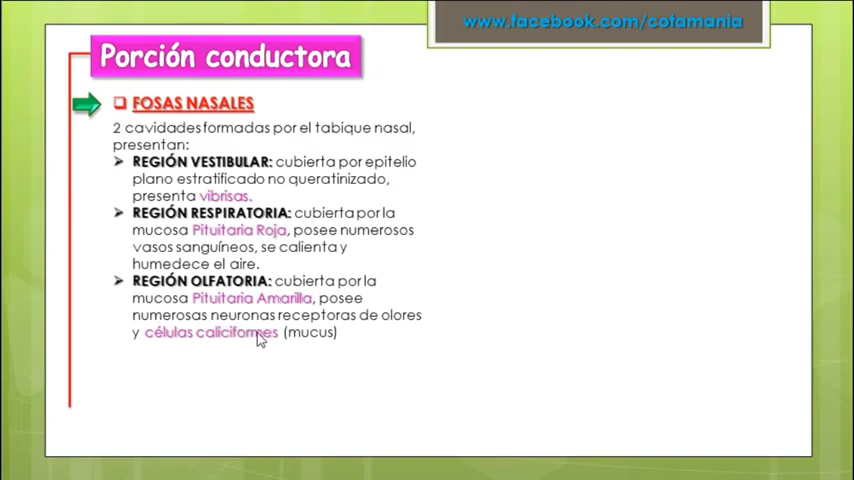 www.facebook.com/cotamania
Porción conductora
FOSAS NASALES
2 cavidades formadas por el tabique nasal,
presentan:
REGIÓN VESTIBULAR: cubierta por epitelio
plano estratificado no queratinizado,
presenta vibrisas.
REGIÓN RESPIRATORIA: cubierta por la
mucosa Pituitaria Roja, posee numerosos
vasos sanguíneos, se calienta y
humedece el aire.
REGIÓN OLFATORIA: cubierta por la
mucosa Pituitaria Amarilla, posee
numerosas neuronas receptoras de olores
y células caliciformes (mucus)